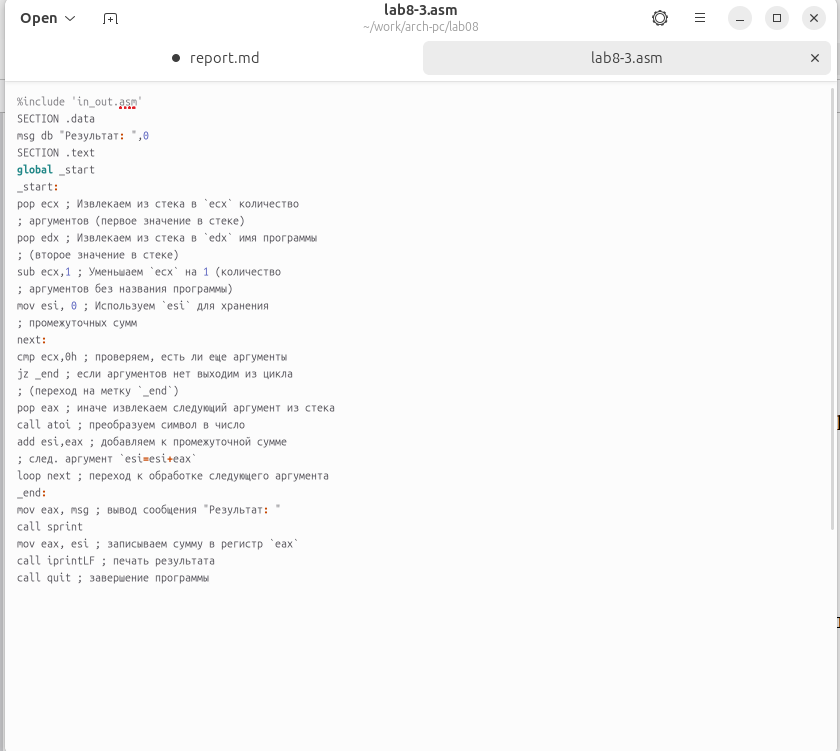 Open
lab8-3.asm
~/work/arch-pc/lab08
report.md
lab8-3.asm
%include 'in_out.asm'
SECTION .data
msg db "Результат: ",0
SECTION .text
global _start
_start:
pop ecx ; Извлекаем из стека в `ecx` количество
; аргументов (первое значение в стеке)
pop edx ; Извлекаем из стека в `edx` имя программы
; (второе значение в стеке)
sub ecx,1 ; Уменьшаем `ecx` на 1 (количество
; аргументов без названия программы)
mov esi, 0 ; Используем `esi` для хранения
; промежуточных сумм
next:
cmp ecx,0h ; проверяем, есть ли еще аргументы
jz _end ; если аргументов нет выходим из цикла
; (переход на метку `_end`)
pop eax ; иначе извлекаем следующий аргумент из стека
call atoi ; преобразуем символ в число
add esi,eax ; добавляем к промежуточной сумме
; след. аргумент `esi=esi+eax`
loop next ; переход к обработке следующего аргумента
_end:
mov eax, msg ; вывод сообщения "Результат: "
call sprint
mov eax, esi ; записываем сумму в регистр `eax`
call iprintLF ; печать результата
call quit ; завершение программы